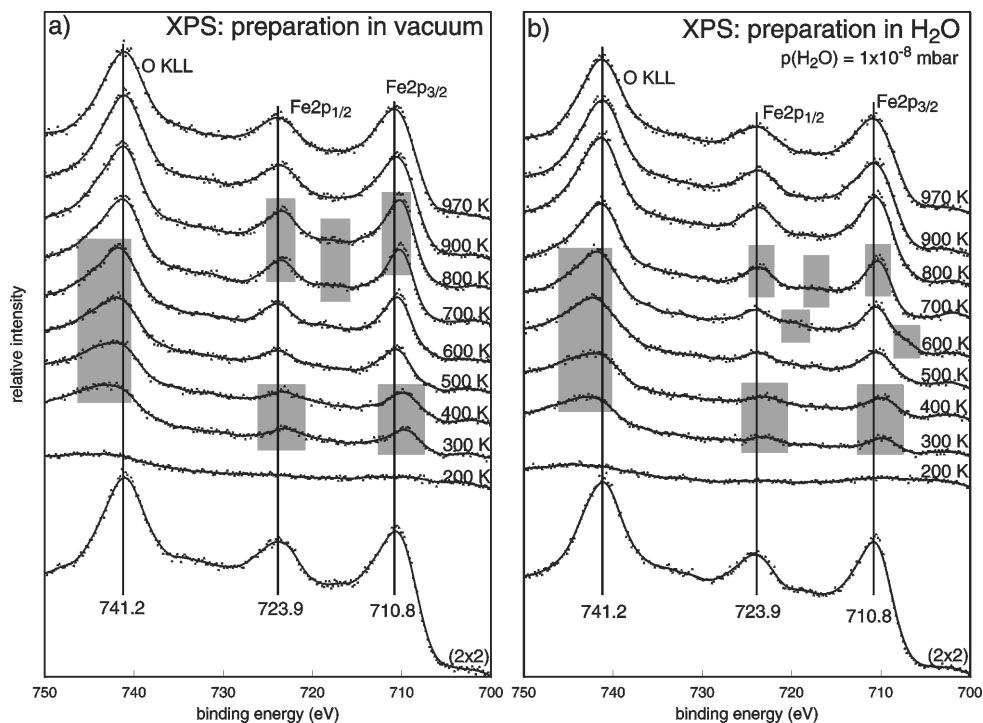 a) XPS: preparation in vacuum
O KLL
Fe2p1/2
Fe2p3/2
970 K
900 K
800 K
700 K
600 K
500 K
400 K
300 K
200 K
741.2
723.9
710.8
(2x2)
750
740
730
720
710
700
binding energy (eV)
relative intensity
b) XPS: preparation in H2O
p(H2O) = 1x10-8 mbar
O KLL
Fe2p1/2
Fe2p3/2
970 K
900 K
800 K
700 K
600 K
500 K
400 K
300 K
200 K
741.2
723.9
710.8
(2x2)
750
740
730
720
710
700
binding energy (eV)